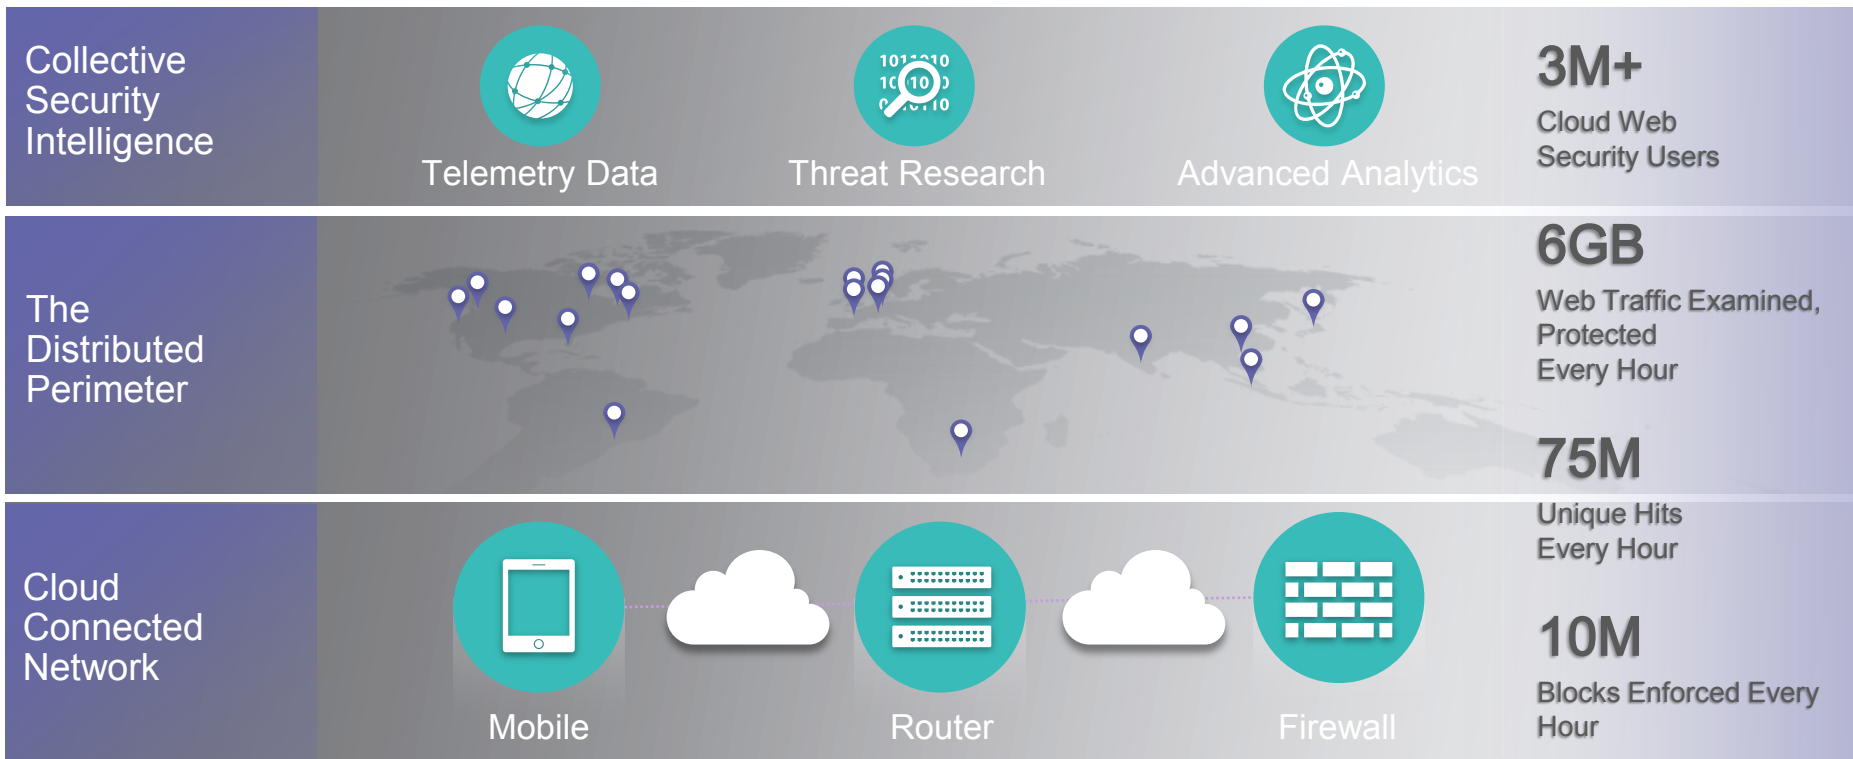 Collective
Security
Intelligence
Telemetry Data
Threat Research
Advanced Analytics
3M+
Cloud Web
Security Users
The
Distributed
Perimeter
6GB
Web Traffic Examined,
Protected
Every Hour
75M
Unique Hits
Every Hour
Cloud
Connected
Network
Mobile
Router
Firewall
10M
Blocks Enforced Every
Hour